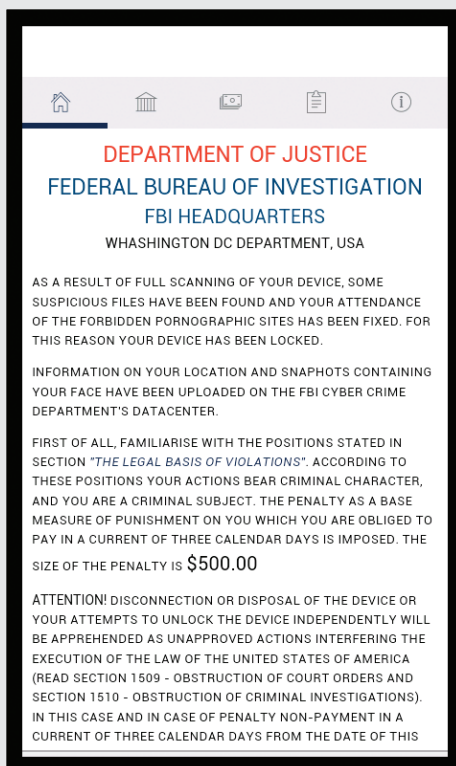 DEPARTMENT OF JUSTICE
FEDERAL BUREAU OF INVESTIGATION
FBI HEADQUARTERS
WHASHINGTON DC DEPARTMENT, USA
AS A RESULT OF FULL SCANNING OF YOUR DEVICE, SOME
SUSPICIOUS FILES HAVE BEEN FOUND AND YOUR ATTENDANCE
OF THE FORBIDDEN PORNOGRAPHIC SITES HAS BEEN FIXED. FOR
THIS REASON YOUR DEVICE HAS BEEN LOCKED.
INFORMATION ON YOUR LOCATION AND SNAPHOTS CONTAINING
YOUR FACE HAVE BEEN UPLOADED ON THE FBI CYBER CRIME
DEPARTMENT'S DATACENTER.
FIRST OF ALL, FAMILIARISE WITH THE POSITIONS STATED IN
SECTION "THE LEGAL BASIS OF VIOLATIONS". ACCORDING TO
THESE POSITIONS YOUR ACTIONS BEAR CRIMINAL CHARACTER,
AND YOU ARE A CRIMINAL SUBJECT. THE PENALTY AS A BASE
MEASURE OF PUNISHMENT ON YOU WHICH YOU ARE OBLIGED TO
PAY IN A CURRENT OF THREE CALENDAR DAYS IS IMPOSED. THE
SIZE OF THE PENALTY IS $500.00
ATTENTION! DISCONNECTION OR DISPOSAL OF THE DEVICE OR
YOUR ATTEMPTS TO UNLOCK THE DEVICE INDEPENDENTLY WILL
BE APPREHENDED AS UNAPPROVED ACTIONS INTERFERING THE
EXECUTION OF THE LAW OF THE UNITED STATES OF AMERICA
(READ SECTION 1509 - OBSTRUCTION OF COURT ORDERS AND
SECTION 1510 - OBSTRUCTION OF CRIMINAL INVESTIGATIONS).
IN THIS CASE AND IN CASE OF PENALTY NON-PAYMENT IN A
CURRENT OF THREE CALENDAR DAYS FROM THE DATE OF THIS